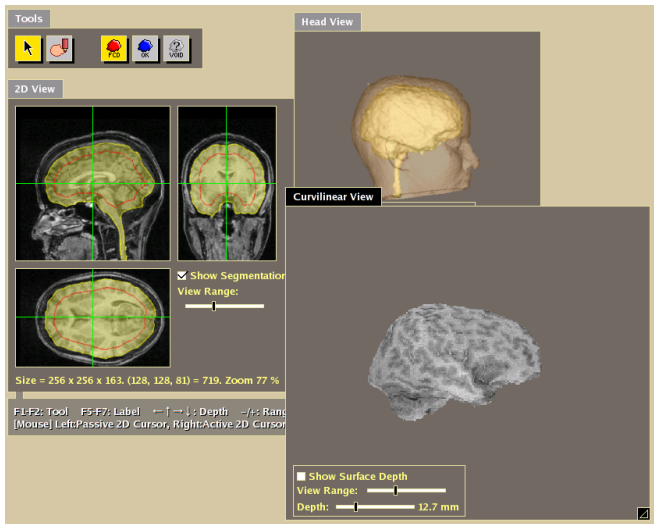 Tools
FCD
OK
VOID
2D View
Show Segmentation
View Range:
Size = 256 x 256 x 163. (128, 128, 81) = 719. Zoom 77 %
F1-F2: Tool F5-F7: Label ←↑→↓: Depth -/+: Rang
[Mouse] Left:Passive 2D Cursor, Right:Active 2D Cursor
Head View
Curvilinear View
Show Surface Depth
View Range:
Depth: 12.7 mm